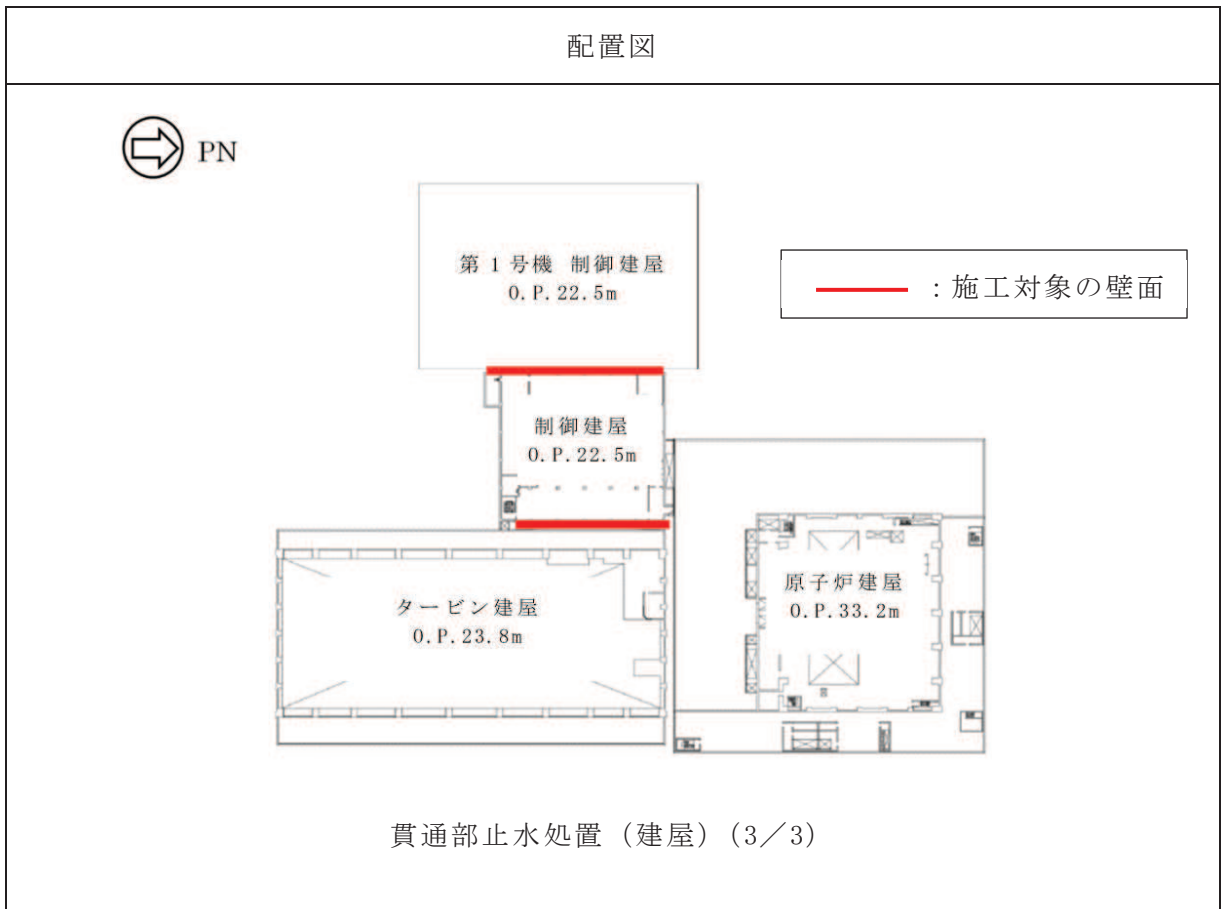 配置図
PN
第1号機 制御建屋
O.P.22.5m
：施工対象の壁面
制御建屋
O.P.22.5m
原子炉建屋
O.P.33.2m
タービン建屋
O.P.23.8m
貫通部止水処置（建屋）（3／3）